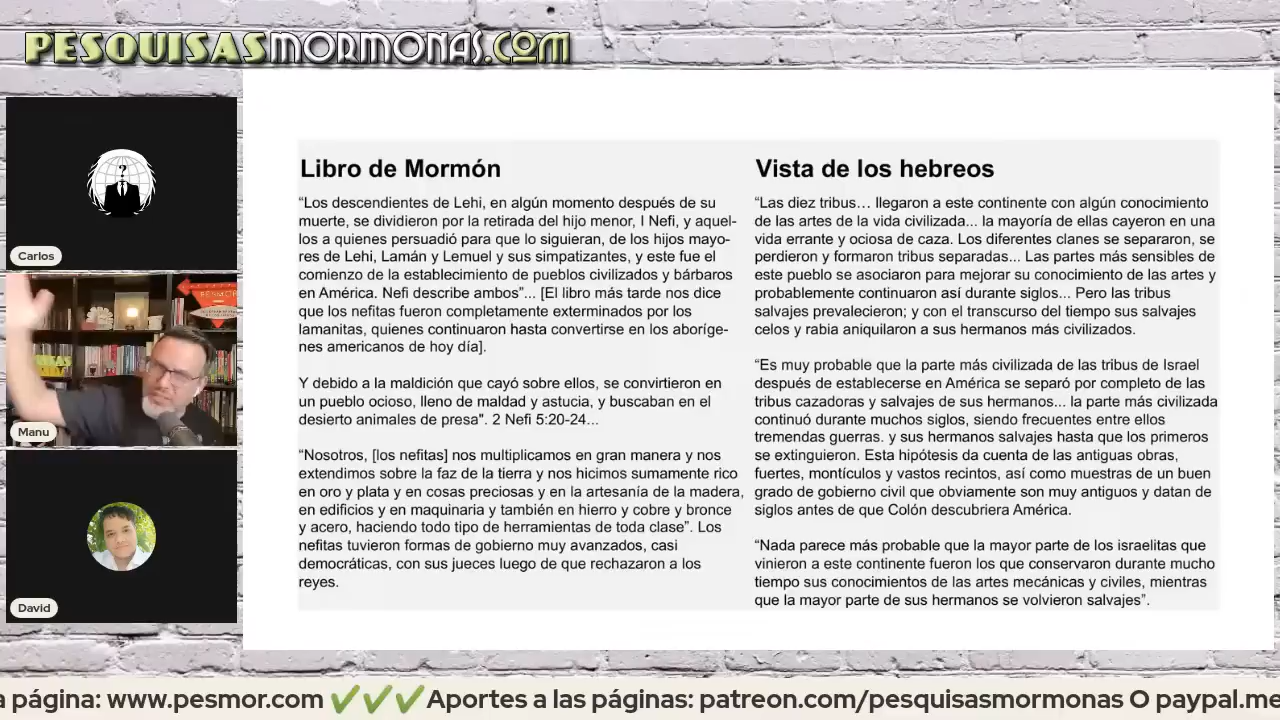 PESQUISASMORMONAS.COM
Carlos
Manu
David
Libro de Mormón
“Los descendientes de Lehi, en algún momento después de su
muerte, se dividieron por la retirada del hijo menor, I Nefi, y aquel-
los a quienes persuadió para que lo siguieran, de los hijos mayo-
res de Lehi, Lamán y Lemuel y sus simpatizantes, y este fue el
comienzo de la establecimiento de pueblos civilizados y bárbaros
en América. Nefi describe ambos”... [El libro más tarde nos dice
que los nefitas fueron completamente exterminados por los
lamanitas, quienes continuaron hasta convertirse en los aboríge-
nes americanos de hoy día].
Y debido a la maldición que cayó sobre ellos, se convirtieron en
un pueblo ocioso, lleno de maldad y astucia, y buscaban en el
desierto animales de presa". 2 Nefi 5:20-24...
“Nosotros, [los nefitas] nos multiplicamos en gran manera y nos
extendimos sobre la faz de la tierra y nos hicimos sumamente rico
en oro y plata y en cosas preciosas y en la artesanía de la madera,
en edificios y en maquinaria y también en hierro y cobre y bronce
y acero, haciendo todo tipo de herramientas de toda clase”. Los
nefitas tuvieron formas de gobierno muy avanzados, casi
democráticas, con sus jueces luego de que rechazaron a los
reyes.
Vista de los hebreos
“Las diez tribus… llegaron a este continente con algún conocimiento
de las artes de la vida civilizada... la mayoría de ellas cayeron en una
vida errante y ociosa de caza. Los diferentes clanes se separaron, se
perdieron y formaron tribus separadas... Las partes más sensibles de
este pueblo se asociaron para mejorar su conocimiento de las artes y
probablemente continuaron así durante siglos... Pero las tribus
salvajes prevalecieron; y con el transcurso del tiempo sus salvajes
celos y rabia aniquilaron a sus hermanos más civilizados.
“Es muy probable que la parte más civilizada de las tribus de Israel
después de establecerse en América se separó por completo de las
tribus cazadoras y salvajes de sus hermanos... la parte más civilizada
continuó durante muchos siglos, siendo frecuentes entre ellos
tremendas guerras. y sus hermanos salvajes hasta que los primeros
se extinguieron. Esta hipótesis da cuenta de las antiguas obras,
fuertes, montículos y vastos recintos, así como muestras de un buen
grado de gobierno civil que obviamente son muy antiguos y datan de
siglos antes de que Colón descubriera América.
“Nada parece más probable que la mayor parte de los israelitas que
vinieron a este continente fueron los que conservaron durante mucho
tiempo sus conocimientos de las artes mecánicas y civiles, mientras
que la mayor parte de sus hermanos se volvieron salvajes”.
a página: www.pesmor.com ✔✔✔ Aportes a las páginas: patreon.com/pesquisasmormonas O paypal.me